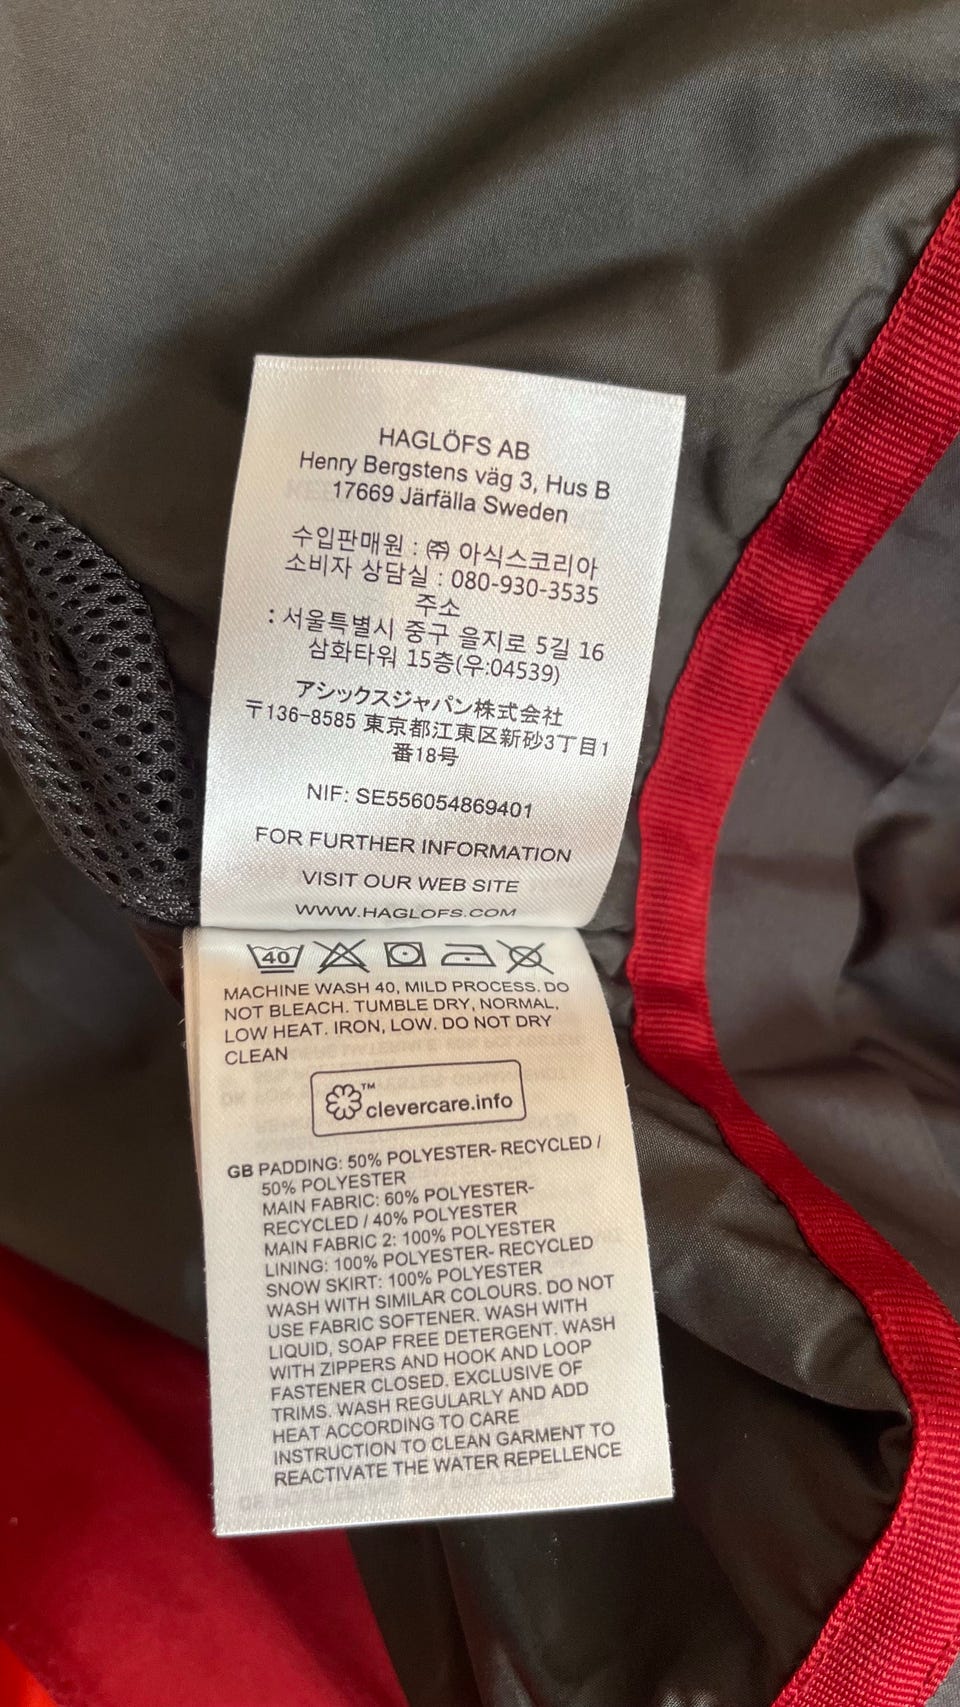 HAGLÖFS AB
Henry Bergstens väg 3, Hus B
17669 Järfälla Sweden
수입판매원 : ㈜ 아식스코리아
소비자 상담실 : 080-930-3535
주소
: 서울특별시 중구 을지로 5길 16
삼화타워 15층(우:04539)
アシックスジャパン株式会社
〒136-8585 東京都江東区新砂3丁目1
番18号
NIF: SE556054869401
FOR FURTHER INFORMATION
VISIT OUR WEB SITE
WWW.HAGLOFS.COM
40
MACHINE WASH 40, MILD PROCESS. DO
NOT BLEACH. TUMBLE DRY, NORMAL,
LOW HEAT. IRON, LOW. DO NOT DRY
CLEAN
™
clevercare.info
GB PADDING: 50% POLYESTER- RECYCLED /
50% POLYESTER
MAIN FABRIC: 60% POLYESTER-
RECYCLED / 40% POLYESTER
MAIN FABRIC 2: 100% POLYESTER
LINING: 100% POLYESTER- RECYCLED
SNOW SKIRT: 100% POLYESTER
WASH WITH SIMILAR COLOURS. DO NOT
USE FABRIC SOFTENER. WASH WITH
LIQUID, SOAP FREE DETERGENT. WASH
WITH ZIPPERS AND HOOK AND LOOP
FASTENER CLOSED. EXCLUSIVE OF
TRIMS. WASH REGULARLY AND ADD
HEAT ACCORDING TO CARE
INSTRUCTION TO CLEAN GARMENT TO
REACTIVATE THE WATER REPELLENCE